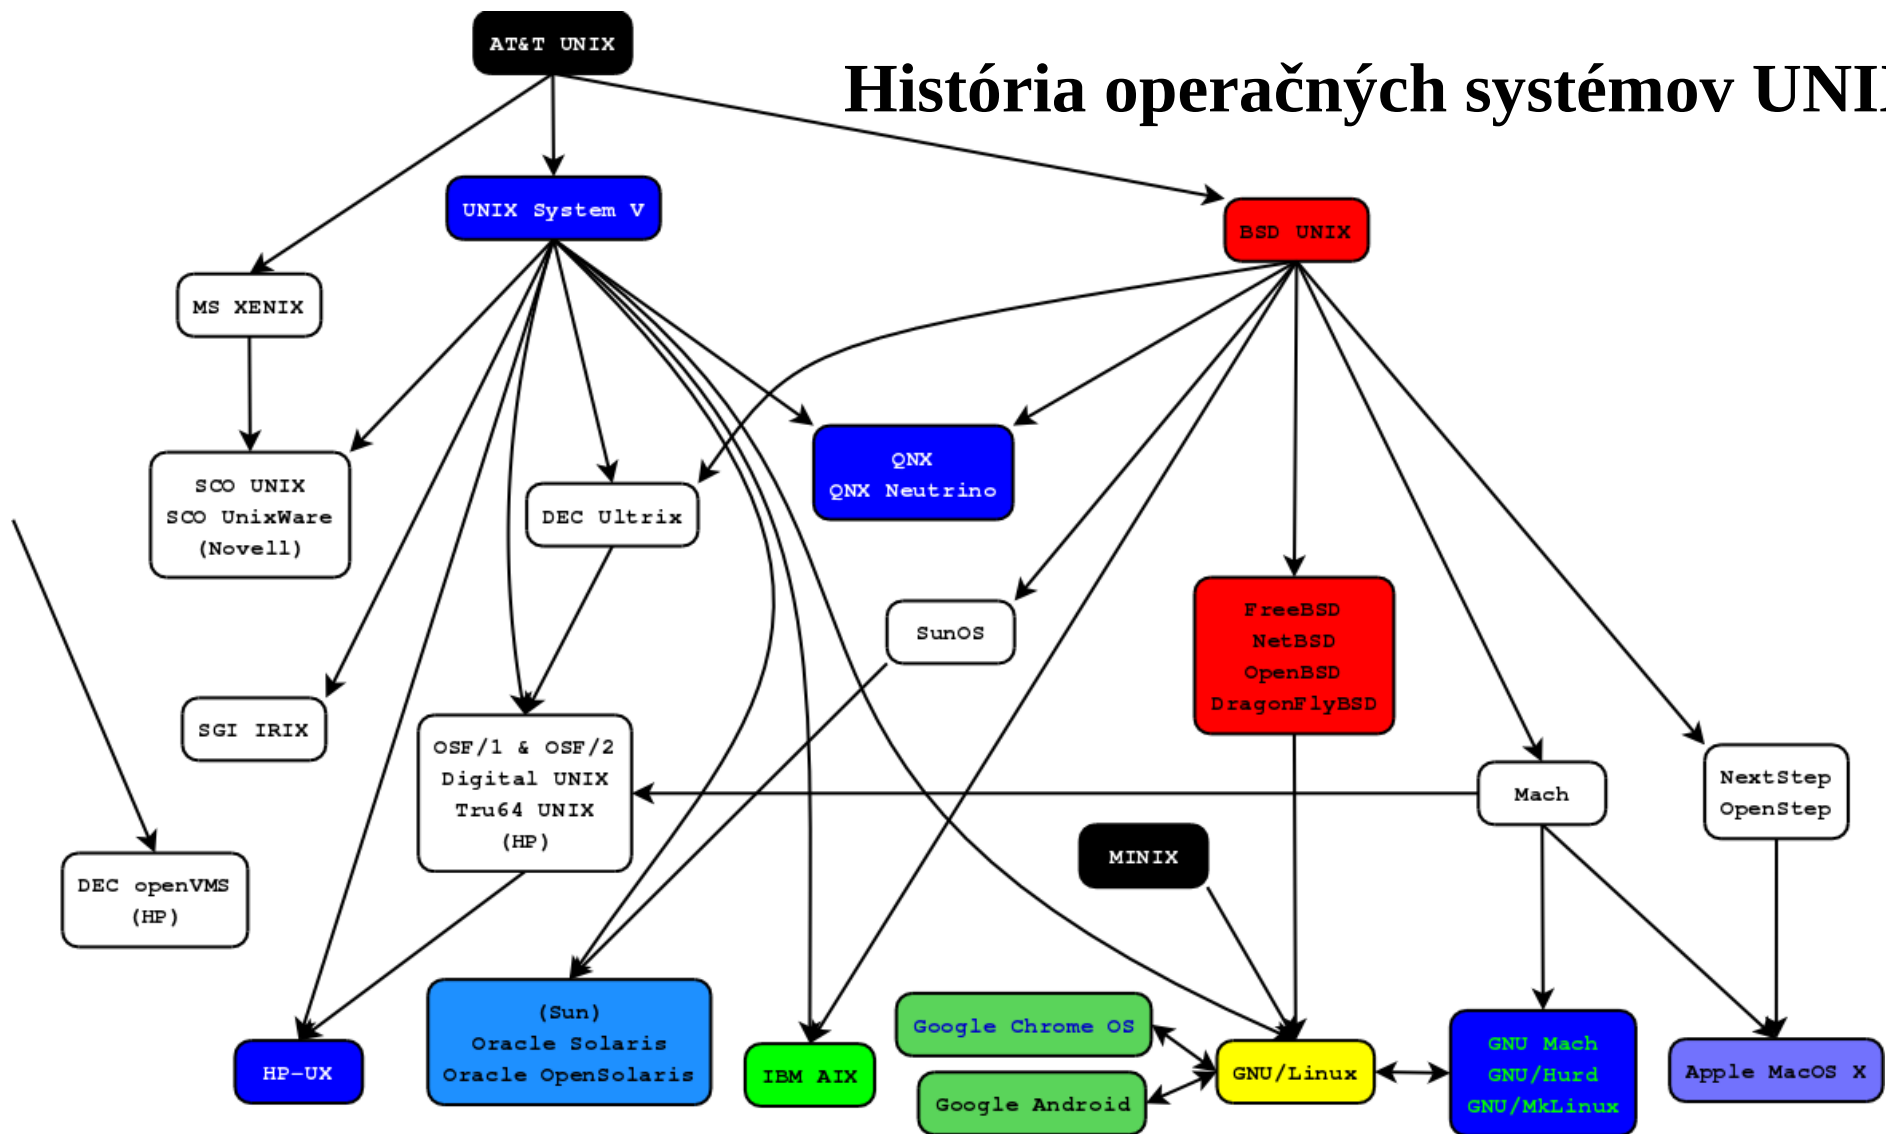 AT&T UNIX
História operačných systémov UNI
UNIX System V
BSD UNIX
MS XENIX
QNX
QNX Neutrino
SCO UNIX
SCO UnixWare
(Novell)
DEC Ultrix
SunOS
FreeBSD
NetBSD
OpenBSD
DragonFlyBSD
SGI IRIX
OSF/1 & OSF/2
Digital UNIX
Tru64 UNIX
(HP)
Mach
NextStep
OpenStep
MINIX
DEC openVMS
(HP)
(Sun)
Oracle Solaris
Oracle OpenSolaris
Google Chrome OS
GNU Mach
GNU/Hurd
GNU/MkLinux
HP-UX
IBM AIX
GNU/Linux
Apple MacOS X
Google Android